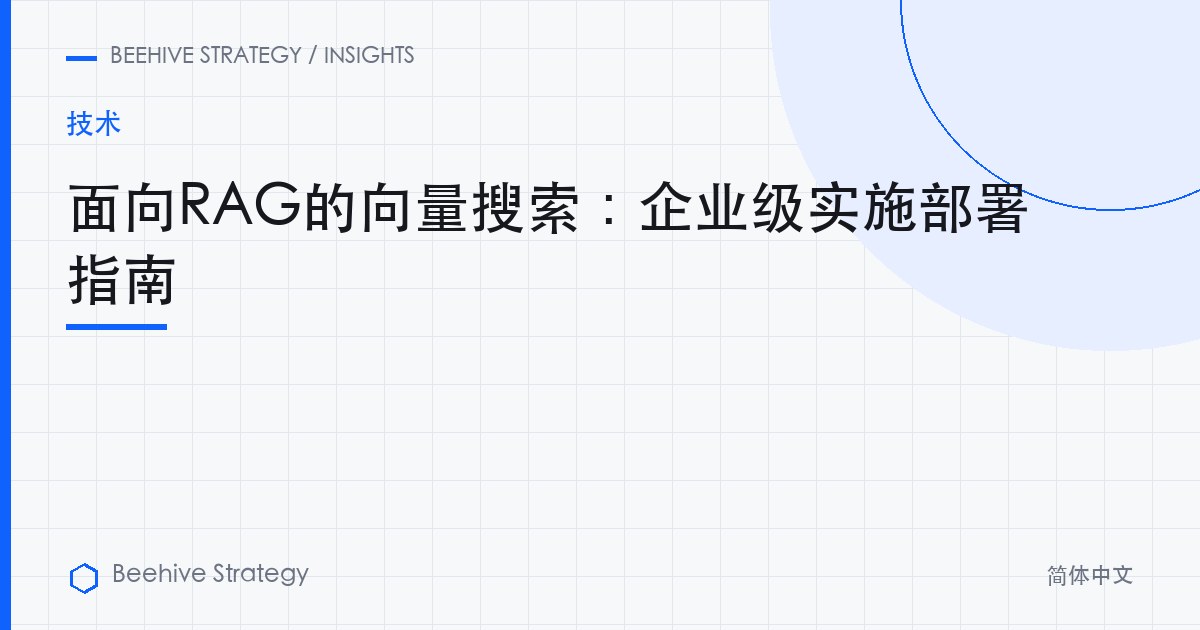 BEEHIVE STRATEGY / INSIGHTS
技术
面向RAG的向量搜索：企业级实施部署
指南
Beehive Strategy
简体中文